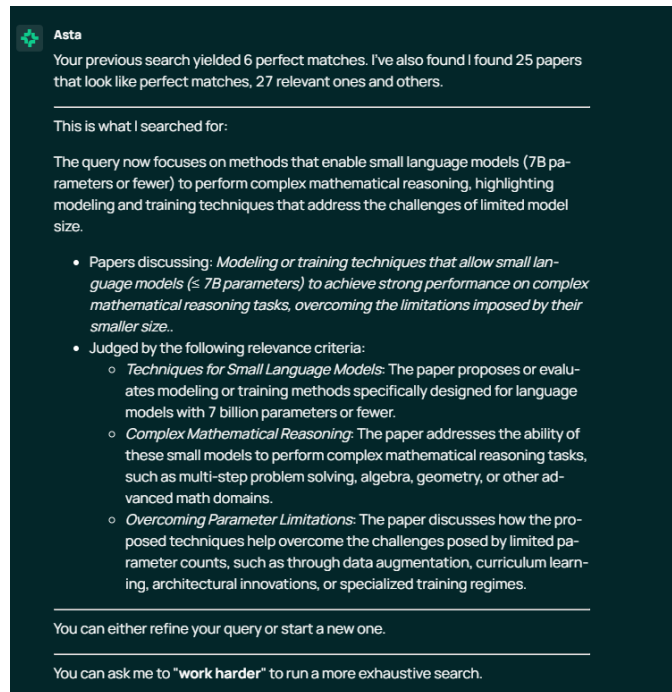 Asta
Your previous search yielded 6 perfect matches. I've also found I found 25 papers
that look like perfect matches, 27 relevant ones and others.
This is what I searched for:
The query now focuses on methods that enable small language models (7B pa-
rameters or fewer) to perform complex mathematical reasoning, highlighting
modeling and training techniques that address the challenges of limited model
size.
• Papers discussing: Modeling or training techniques that allow small lan-
guage models (≤ 7B parameters) to achieve strong performance on complex
mathematical reasoning tasks, overcoming the limitations imposed by their
smaller size..
• Judged by the following relevance criteria:
◦ Techniques for Small Language Models: The paper proposes or evalu-
ates modeling or training methods specifically designed for language
models with 7 billion parameters or fewer.
◦ Complex Mathematical Reasoning: The paper addresses the ability of
these small models to perform complex mathematical reasoning tasks,
such as multi-step problem solving, algebra, geometry, or other ad-
vanced math domains.
◦ Overcoming Parameter Limitations: The paper discusses how the pro-
posed techniques help overcome the challenges posed by limited pa-
rameter counts, such as through data augmentation, curriculum learn-
ing, architectural innovations, or specialized training regimes.
You can either refine your query or start a new one.
You can ask me to "work harder" to run a more exhaustive search.